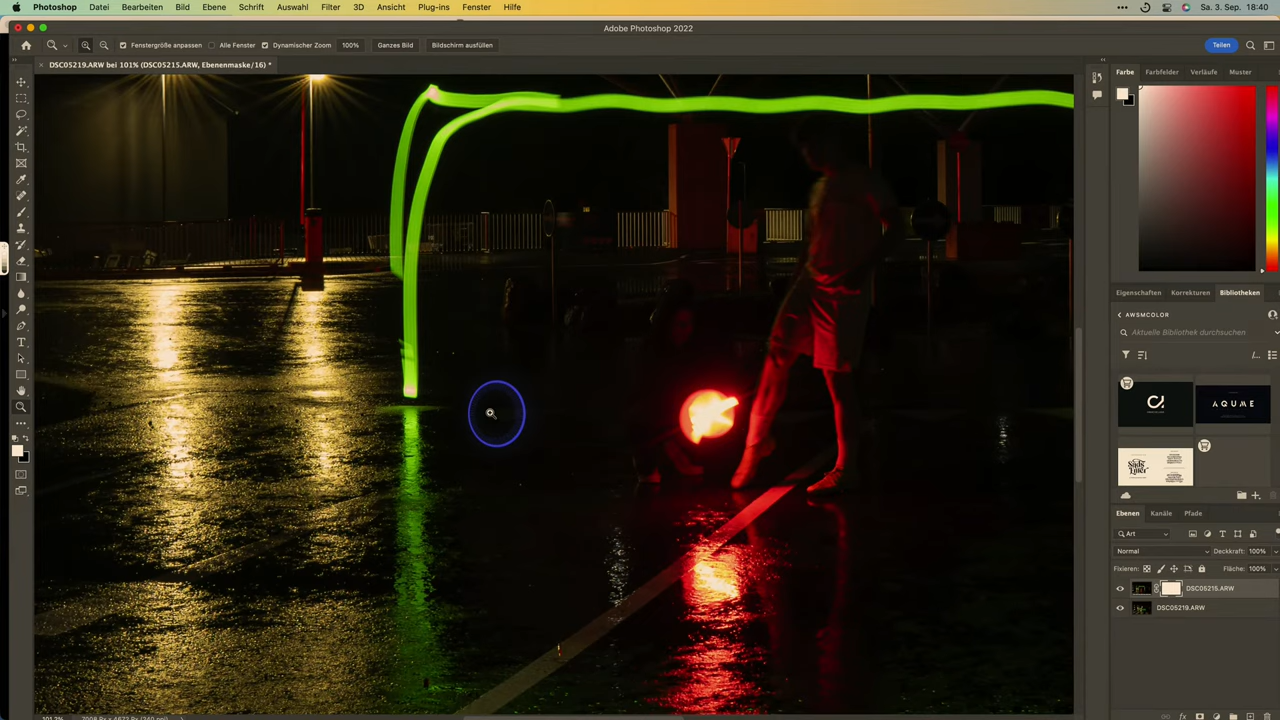 Photoshop Datei Bearbeiten Bild Ebene Schrift Auswahl Filter 3D Ansicht Plug-ins Fenster Hilfe Sa. 3. Sep. 18:40
Adobe Photoshop 2022
Fenstergröße anpassen Alle Fenster Dynamischer Zoom 100% Ganzes Bild Bildschirm ausfüllen Teilen
DSC05219.ARW bei 101% (DSC05215.ARW, Ebenenmaske/16) *
Farbe Farbfelder Verläufe Muster
Eigenschaften Korrekturen Bibliotheken
AWSMCOLOR
Aktuelle Bibliothek durchsuchen
AQUME
Ebenen Kanäle Pfade
Art
Normal Deckkraft: 100%
Fixieren: Fläche: 100%
DSC05215.ARW
DSC05219.ARW